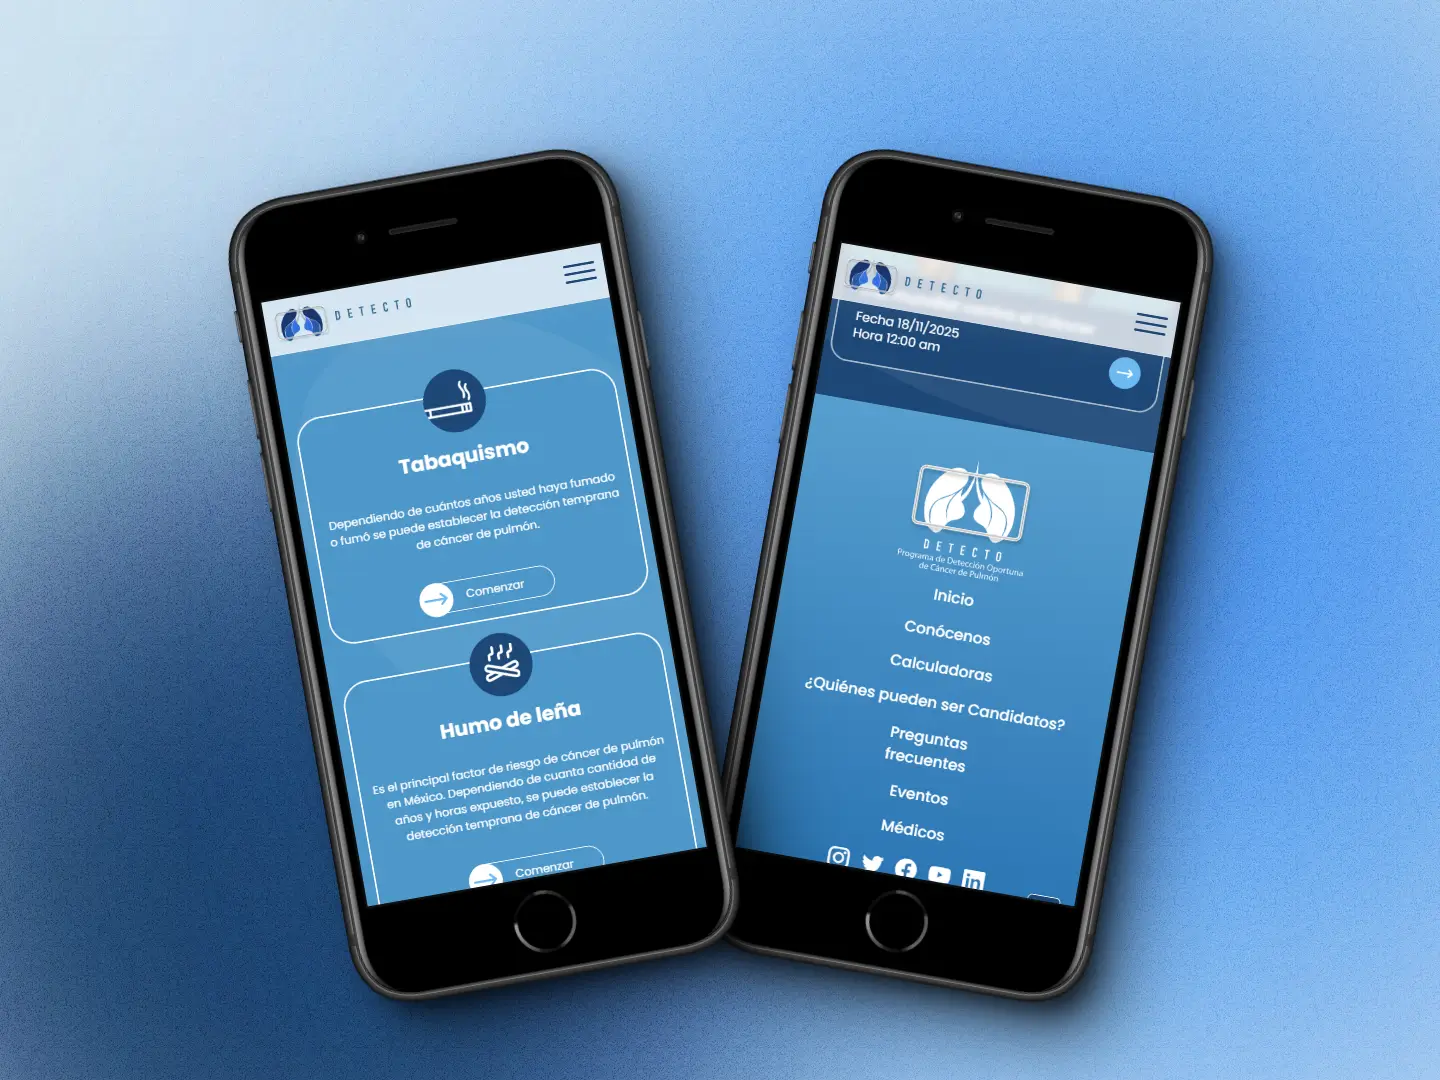 DETECTO
Tabaquismo
Dependiendo de cuántos años usted haya fumado
o fumó se puede establecer la detección temprana
de cáncer de pulmón.
Comenzar
Humo de leña
Es el principal factor de riesgo de cáncer de pulmón
en México. Dependiendo de cuanta cantidad de
años y horas expuesto, se puede establecer la
detección temprana de cáncer de pulmón.
Comenzar
DETECTO
Fecha 18/11/2025
Hora 12:00 am
DETECTO
Programa de Detección Oportuna
de Cáncer de Pulmón
Inicio
Conócenos
Calculadoras
¿Quiénes pueden ser Candidatos?
Preguntas
frecuentes
Eventos
Médicos